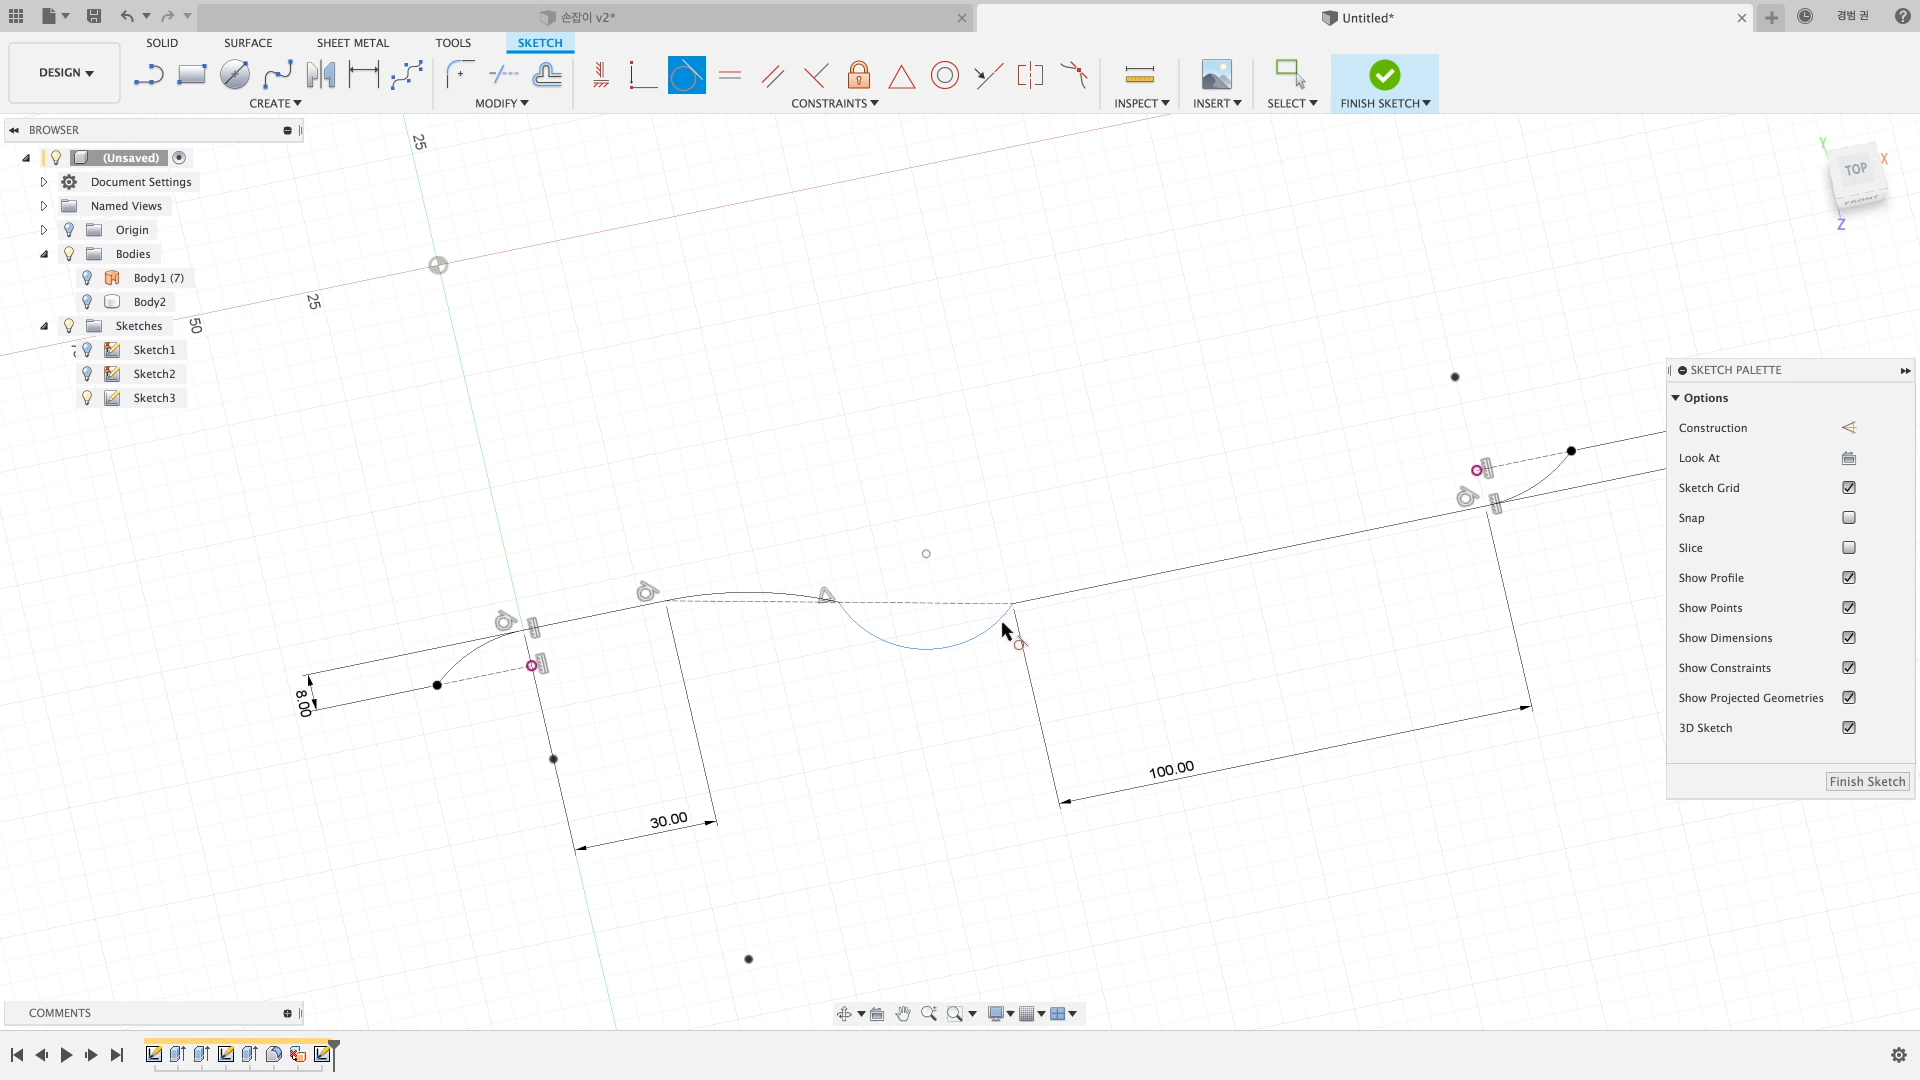 손잡이 v2*
Untitled*
경범 권
DESIGN
SOLID
SURFACE
SHEET METAL
TOOLS
SKETCH
CREATE
MODIFY
CONSTRAINTS
INSPECT
INSERT
SELECT
FINISH SKETCH
BROWSER
(Unsaved)
Document Settings
Named Views
Origin
Bodies
Body1 (7)
Body2
Sketches
Sketch1
Sketch2
Sketch3
25
25
50
Y
X
TOP
FRONT
Z
8.00
30.00
100.00
SKETCH PALETTE
Options
Construction
Look At
Sketch Grid
Snap
Slice
Show Profile
Show Points
Show Dimensions
Show Constraints
Show Projected Geometries
3D Sketch
Finish Sketch
COMMENTS